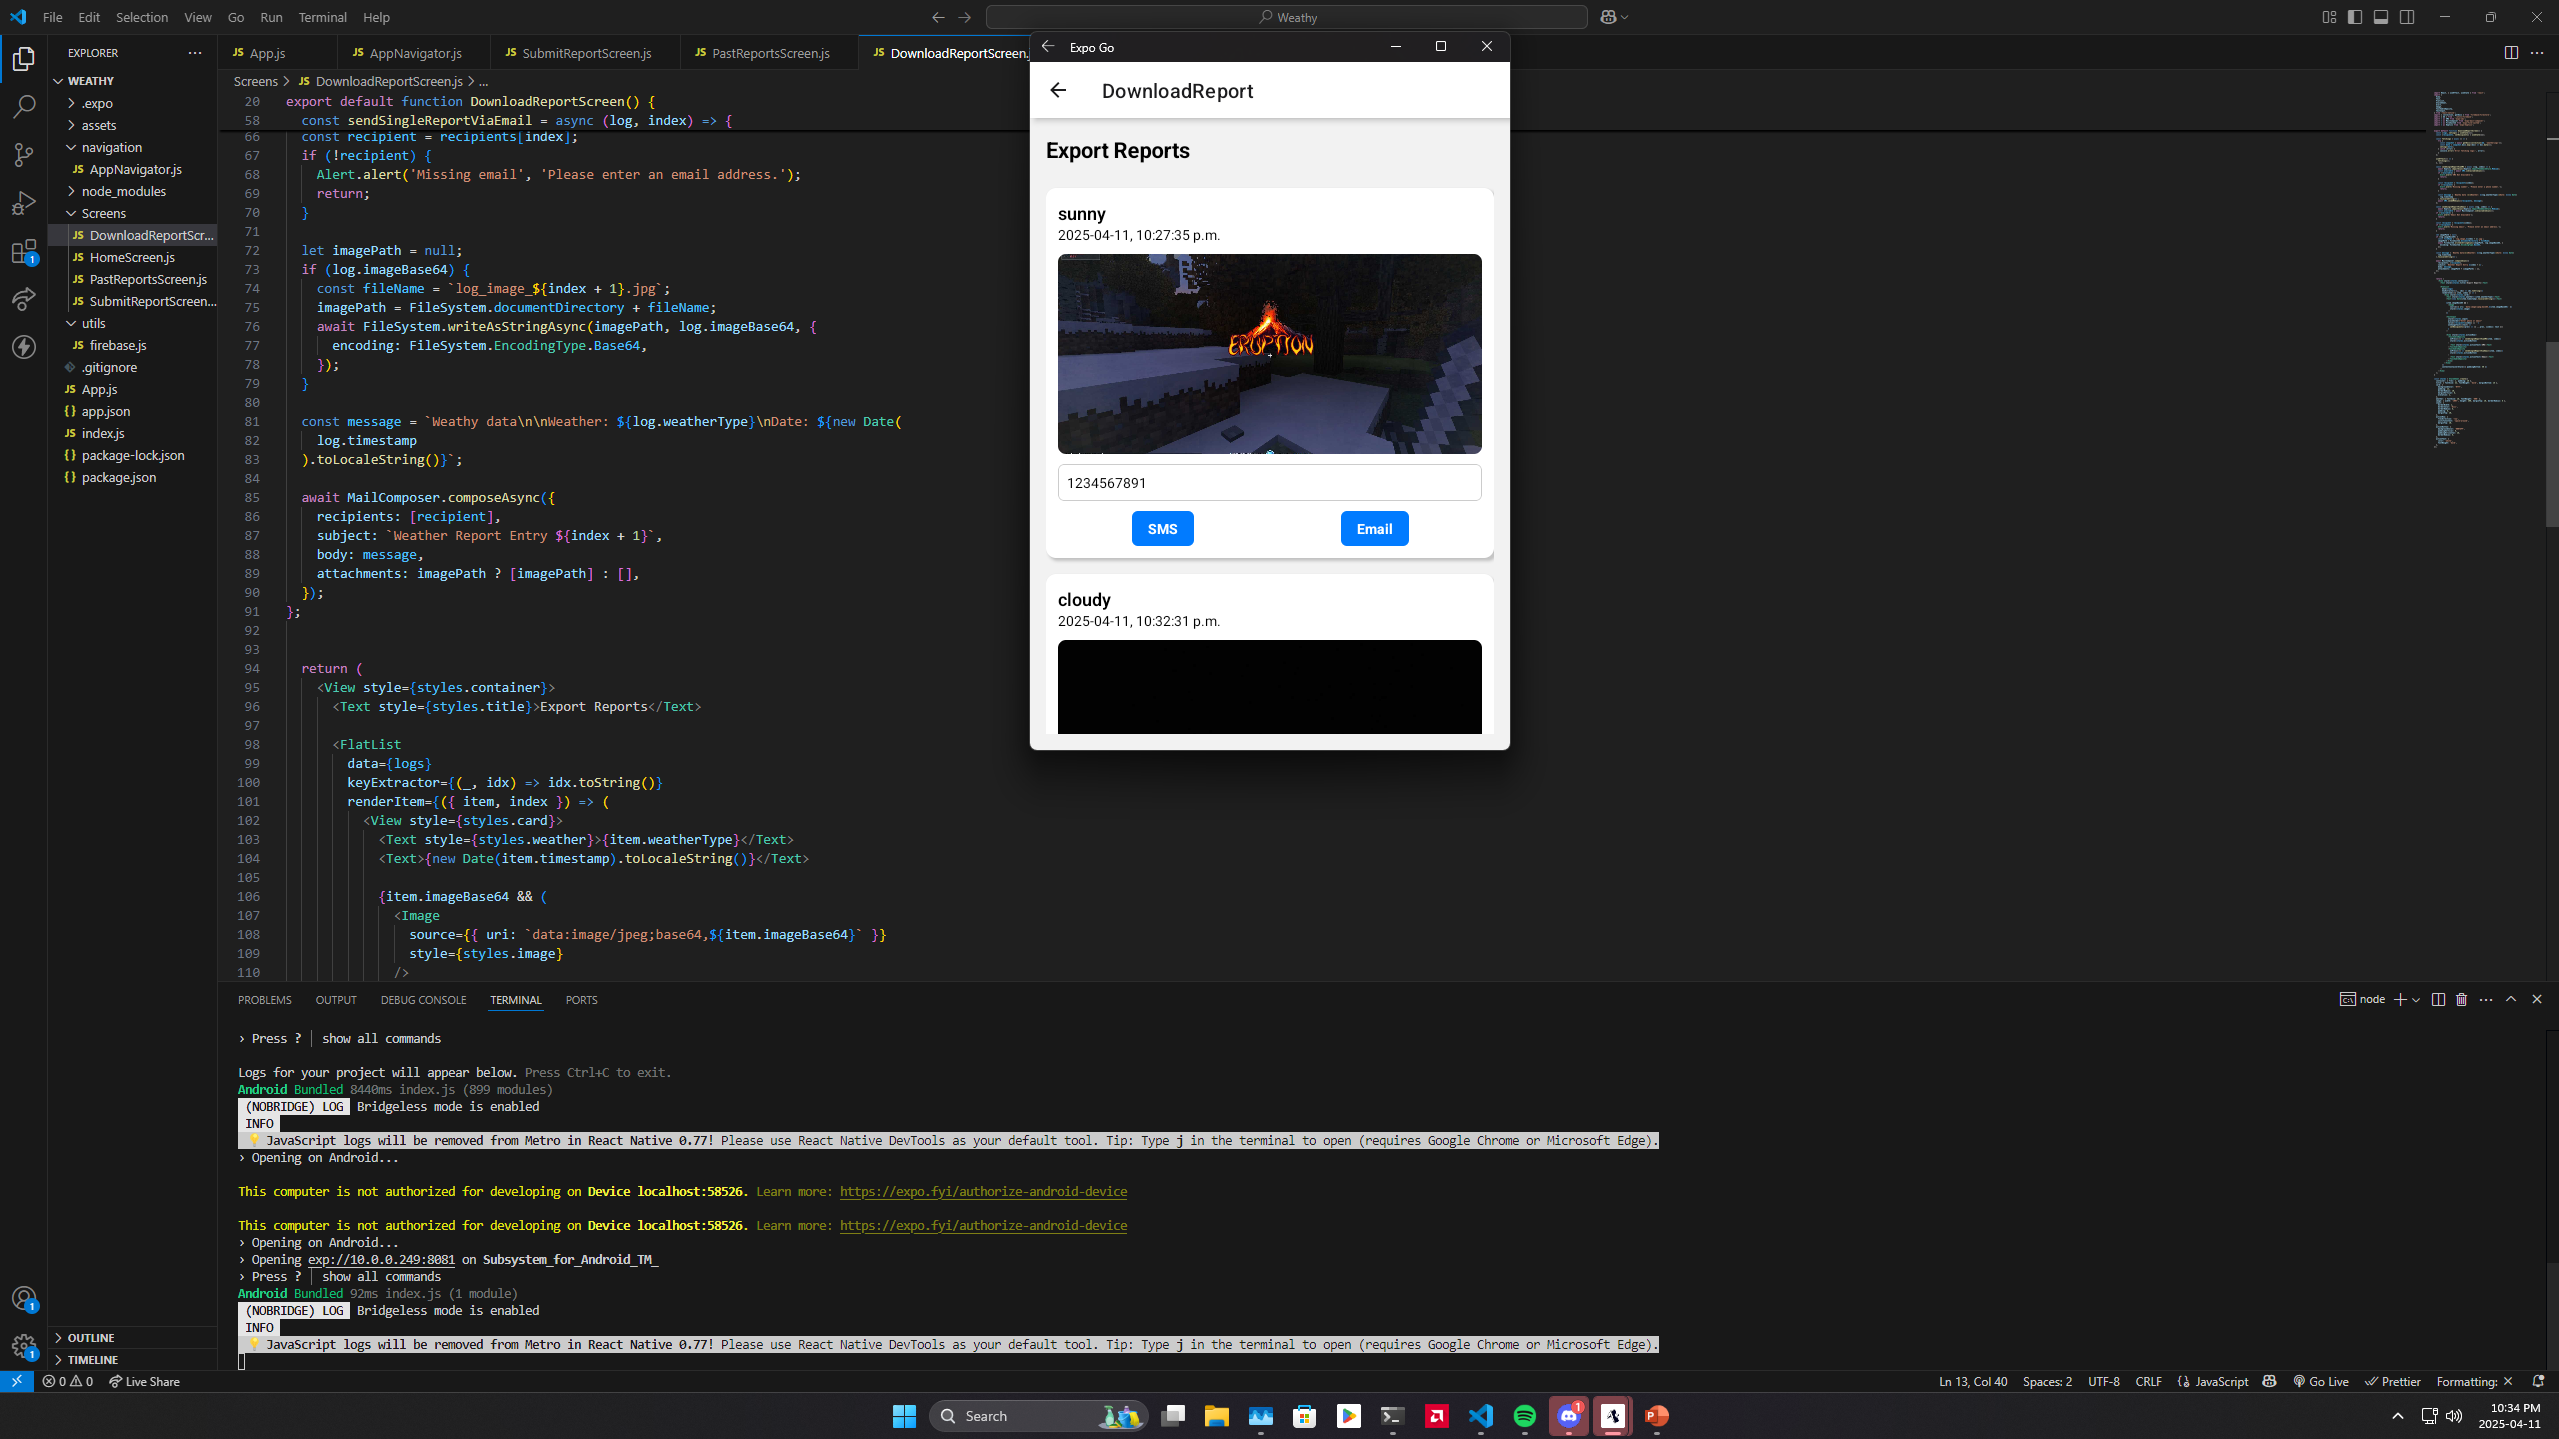 File Edit Selection View Go Run Terminal Help
Weathy
EXPLORER
WEATHY
.expo
assets
navigation
JS AppNavigator.js
node_modules
Screens
JS DownloadReportScr...
JS HomeScreen.js
JS PastReportsScreen.js
JS SubmitReportScreen...
utils
JS firebase.js
.gitignore
JS App.js
{} app.json
JS index.js
{} package-lock.json
{} package.json
OUTLINE
TIMELINE
JS App.js JS AppNavigator.js JS SubmitReportScreen.js JS PastReportsScreen.js JS DownloadReportScreen.
Screens > JS DownloadReportScreen.js > ...
20 export default function DownloadReportScreen() {
58 const sendSingleReportViaEmail = async (log, index) => {
66 const recipient = recipients[index];
67 if (!recipient) {
68 Alert.alert('Missing email', 'Please enter an email address.');
69 return;
70 }
71
72 let imagePath = null;
73 if (log.imageBase64) {
74 const fileName = `log_image_${index + 1}.jpg`;
75 imagePath = FileSystem.documentDirectory + fileName;
76 await FileSystem.writeAsStringAsync(imagePath, log.imageBase64, {
77 encoding: FileSystem.EncodingType.Base64,
78 });
79 }
80
81 const message = `Weathy data\n\nWeather: ${log.weatherType}\nDate: ${new Date(
82 log.timestamp
83 ).toLocaleString()}`;
84
85 await MailComposer.composeAsync({
86 recipients: [recipient],
87 subject: `Weather Report Entry ${index + 1}`,
88 body: message,
89 attachments: imagePath ? [imagePath] : [],
90 });
91 };
92
93
94 return (
95 <View style={styles.container}>
96 <Text style={styles.title}>Export Reports</Text>
97
98 <FlatList
99 data={logs}
100 keyExtractor={(_, idx) => idx.toString()}
101 renderItem={({ item, index }) => (
102 <View style={styles.card}>
103 <Text style={styles.weather}>{item.weatherType}</Text>
104 <Text>{new Date(item.timestamp).toLocaleString()}</Text>
105
106 {item.imageBase64 && (
107 <Image
108 source={{ uri: `data:image/jpeg;base64,${item.imageBase64}` }}
109 style={styles.image}
110 />
Expo Go
DownloadReport
Export Reports
sunny
2025-04-11, 10:27:35 p.m.
ERUPTION
1234567891
SMS Email
cloudy
2025-04-11, 10:32:31 p.m.
PROBLEMS OUTPUT DEBUG CONSOLE TERMINAL PORTS
node
› Press ? │ show all commands
Logs for your project will appear below. Press Ctrl+C to exit.
Android Bundled 8440ms index.js (899 modules)
(NOBRIDGE) LOG Bridgeless mode is enabled
INFO
💡 JavaScript logs will be removed from Metro in React Native 0.77! Please use React Native DevTools as your default tool. Tip: Type j in the terminal to open (requires Google Chrome or Microsoft Edge).
› Opening on Android...
This computer is not authorized for developing on Device localhost:58526. Learn more: https://expo.fyi/authorize-android-device
This computer is not authorized for developing on Device localhost:58526. Learn more: https://expo.fyi/authorize-android-device
› Opening on Android...
› Opening exp://10.0.0.249:8081 on Subsystem_for_Android_TM_
› Press ? │ show all commands
Android Bundled 92ms index.js (1 module)
(NOBRIDGE) LOG Bridgeless mode is enabled
INFO
💡 JavaScript logs will be removed from Metro in React Native 0.77! Please use React Native DevTools as your default tool. Tip: Type j in the terminal to open (requires Google Chrome or Microsoft Edge).
0 0 Live Share
Ln 13, Col 40 Spaces: 2 UTF-8 CRLF {} JavaScript Go Live Prettier Formatting: ×
Search
10:34 PM
2025-04-11